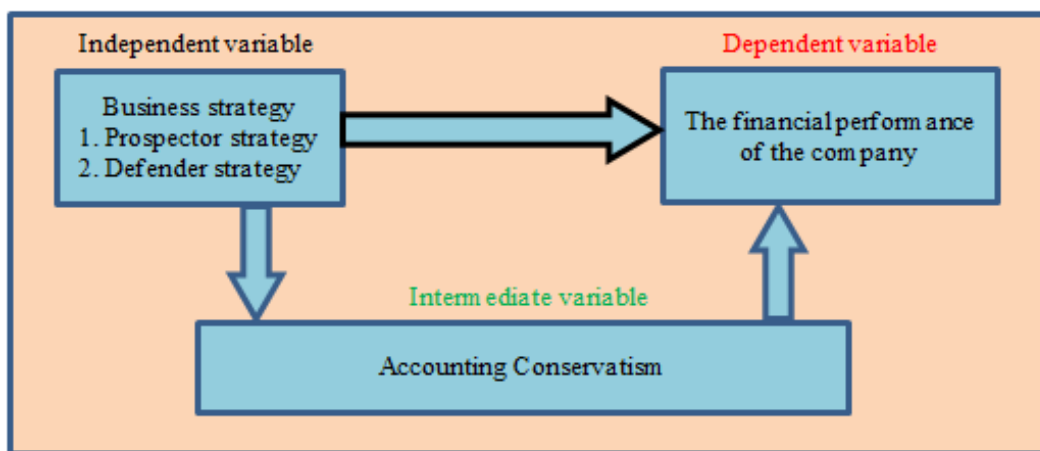 Independent variable
Dependent variable
Business strategy
1. Prospector strategy
2. Defender strategy
The financial performance
of the company
Intermediate variable
Accounting Conservatism